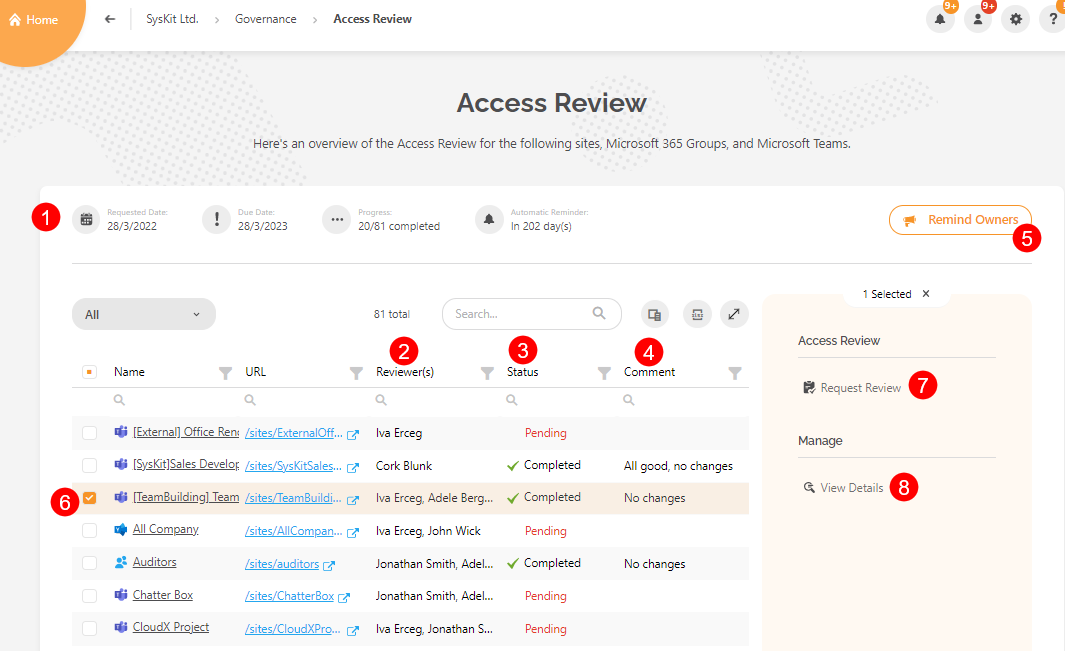 Home
SysKit Ltd. > Governance > Access Review
9+
9+
?
Access Review
Here's an overview of the Access Review for the following sites, Microsoft 365 Groups, and Microsoft Teams.
1
Requested Date:
28/3/2022
Due Date:
28/3/2023
Progress:
20/81 completed
Automatic Reminder:
In 202 day(s)
Remind Owners
5
All
81 total
Search...
1 Selected X
2
3
4
Name URL Reviewer(s) Status Comment
[External] Office Ren /sites/ExternalOff... Iva Erceg Pending
[SysKit]Sales Develop /sites/SysKitSales... Cork Blunk Completed All good, no changes
6
[TeamBuilding] Team /sites/TeamBuildi... Iva Erceg, Adele Berg... Completed No changes
All Company /sites/AllCompan... Iva Erceg, John Wick Pending
Auditors /sites/auditors Jonathan Smith, Adel... Completed No changes
Chatter Box /sites/ChatterBox Jonathan Smith, Adel... Pending
CloudX Project /sites/CloudXPro... Iva Erceg, Jonathan S... Pending
Access Review
Request Review 7
Manage
View Details 8